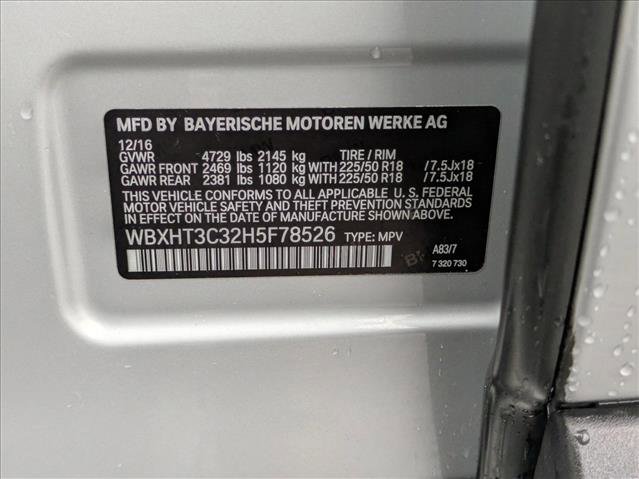 MFD BY BAYERISCHE MOTOREN WERKE AG
12/16
GVWR 4729 lbs 2145 kg TIRE / RIM
GAWR FRONT 2469 lbs 1120 kg WITH 225/50 R18 /7.5Jx18
GAWR REAR 2381 lbs 1080 kg WITH 225/50 R18 /7.5Jx18
THIS VEHICLE CONFORMS TO ALL APPLICABLE U. S. FEDERAL
MOTOR VEHICLE SAFETY AND THEFT PREVENTION STANDARDS
IN EFFECT ON THE DATE OF MANUFACTURE SHOWN ABOVE.
WBXHT3C32H5F78526 TYPE: MPV
A83/7
7 320 730